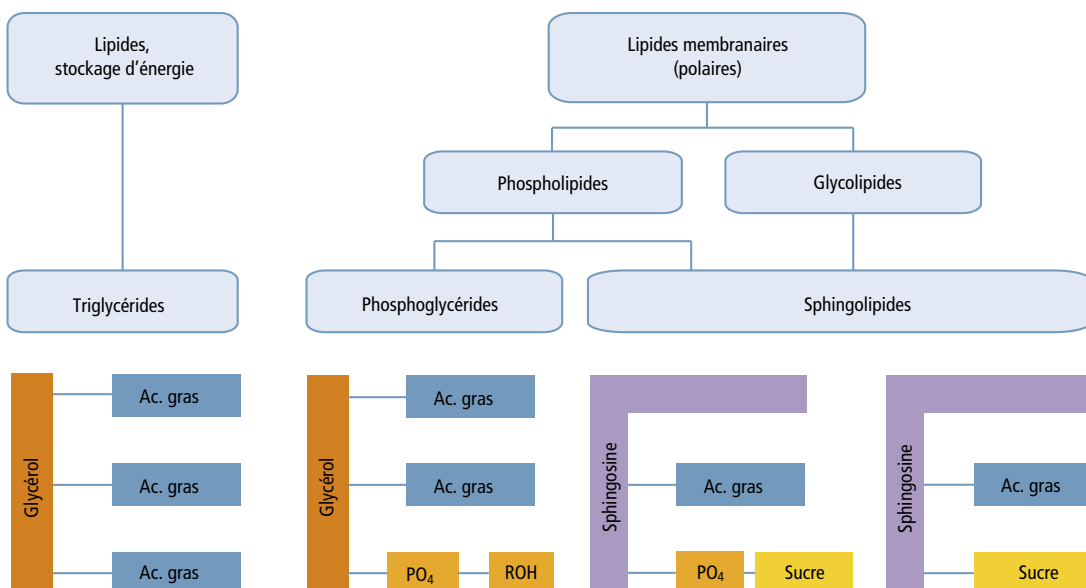 Lipides,
stockage d'énergie
Lipides membranaires
(polaires)
Phospholipides
Glycolipides
Triglycérides
Phosphoglycérides
Sphingolipides
Glycérol
Ac. gras
Ac. gras
Ac. gras
Glycérol
Ac. gras
Ac. gras
PO₄
ROH
Sphingosine
Ac. gras
PO₄
Sucre
Sphingosine
Ac. gras
Sucre